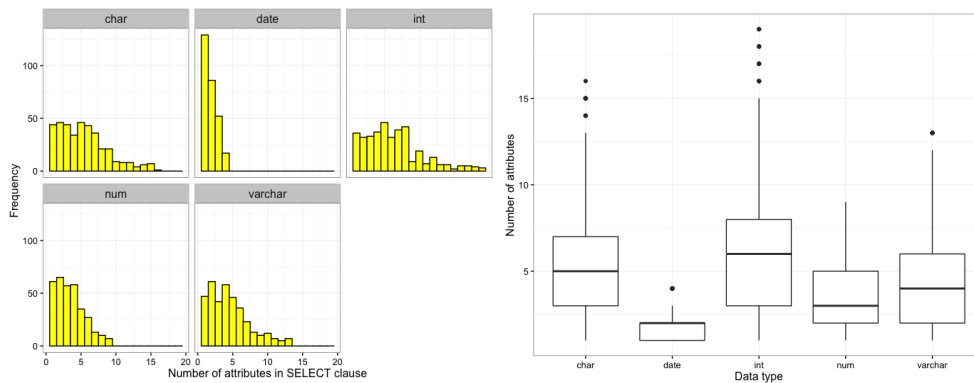 char
date
int
100
50
0
num
varchar
100
50
0
0
5
10
15
20
0
5
10
15
20
Frequency
Number of attributes in SELECT clause
15
10
5
Number of attributes
char
date
int
num
varchar
Data type